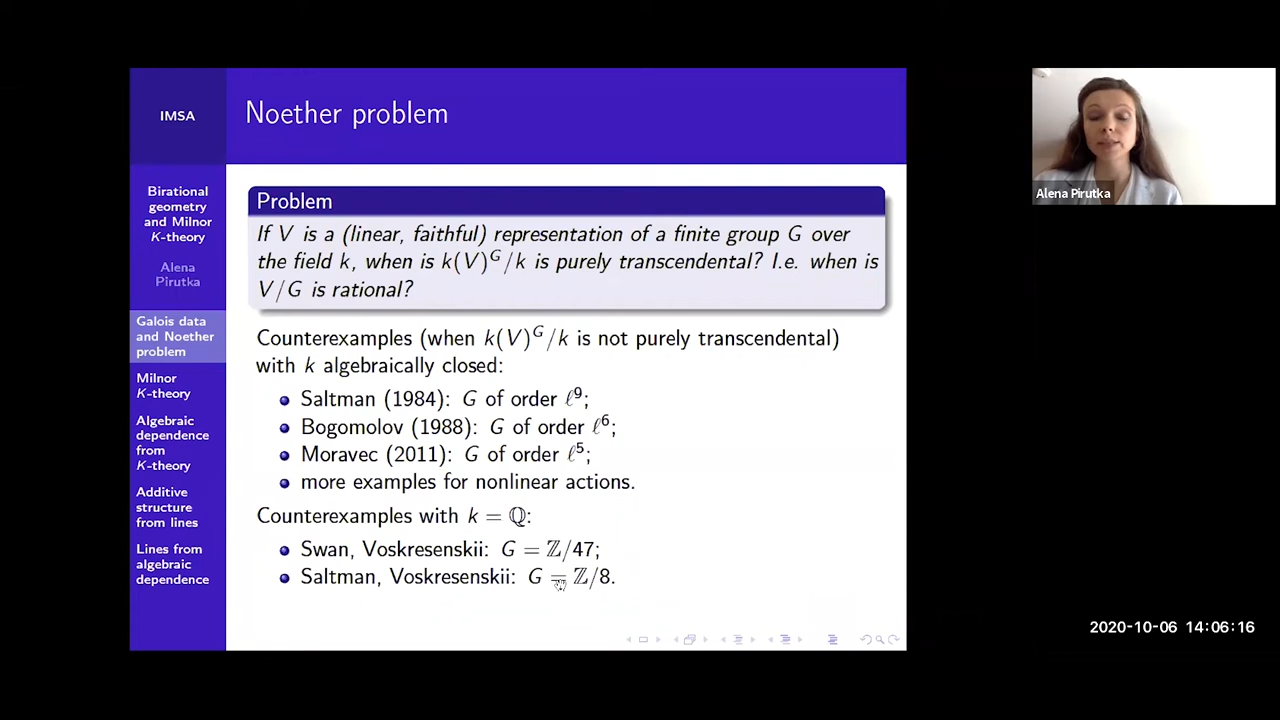 IMSA
Noether problem
Birational
geometry
and Milnor
K-theory
Alena
Pirutka
Galois data
and Noether
problem
Milnor
K-theory
Algebraic
dependence
from
K-theory
Additive
structure
from lines
Lines from
algebraic
dependence
Problem
If V is a (linear, faithful) representation of a finite group G over
the field k, when is k(V)^G/k is purely transcendental? I.e. when is
V/G is rational?
Counterexamples (when k(V)^G/k is not purely transcendental)
with k algebraically closed:
• Saltman (1984): G of order ℓ^9;
• Bogomolov (1988): G of order ℓ^6;
• Moravec (2011): G of order ℓ^5;
• more examples for nonlinear actions.
Counterexamples with k = ℚ:
• Swan, Voskresenskii: G = ℤ/47;
• Saltman, Voskresenskii: G = ℤ/8.
Alena Pirutka
2020-10-06 14:06:16